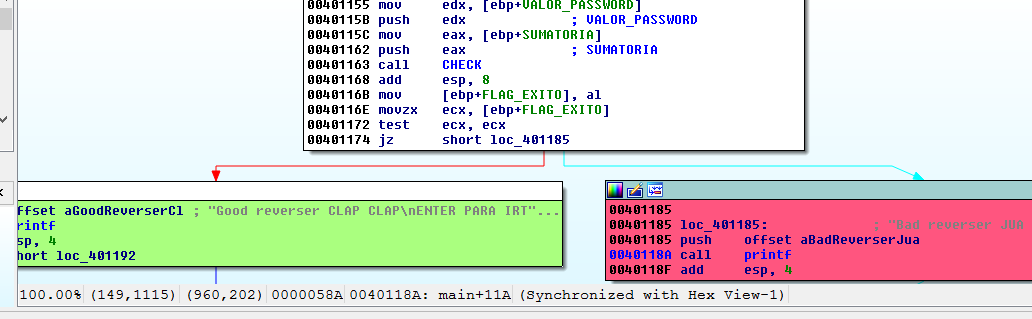 00401155 mov     edx, [ebp+VALOR_PASSWORD]
0040115B push    edx             ; VALOR_PASSWORD
0040115C mov     eax, [ebp+SUMATORIA]
00401162 push    eax             ; SUMATORIA
00401163 call    CHECK
00401168 add     esp, 8
0040116B mov     [ebp+FLAG_EXITO], al
0040116E movzx   ecx, [ebp+FLAG_EXITO]
00401172 test    ecx, ecx
00401174 jz      short loc_401185
ffset aGoodReverserCl ; "Good reverser CLAP CLAP\nENTER PARA IRT"...
rintf
sp, 4
hort loc_401192
00401185
00401185 loc_401185:             ; "Bad reverser JUA
00401185 push    offset aBadReverserJua
0040118A call    printf
0040118F add     esp, 4
100.00% (149,1115) (960,202) 0000058A 0040118A: main+11A (Synchronized with Hex View-1)